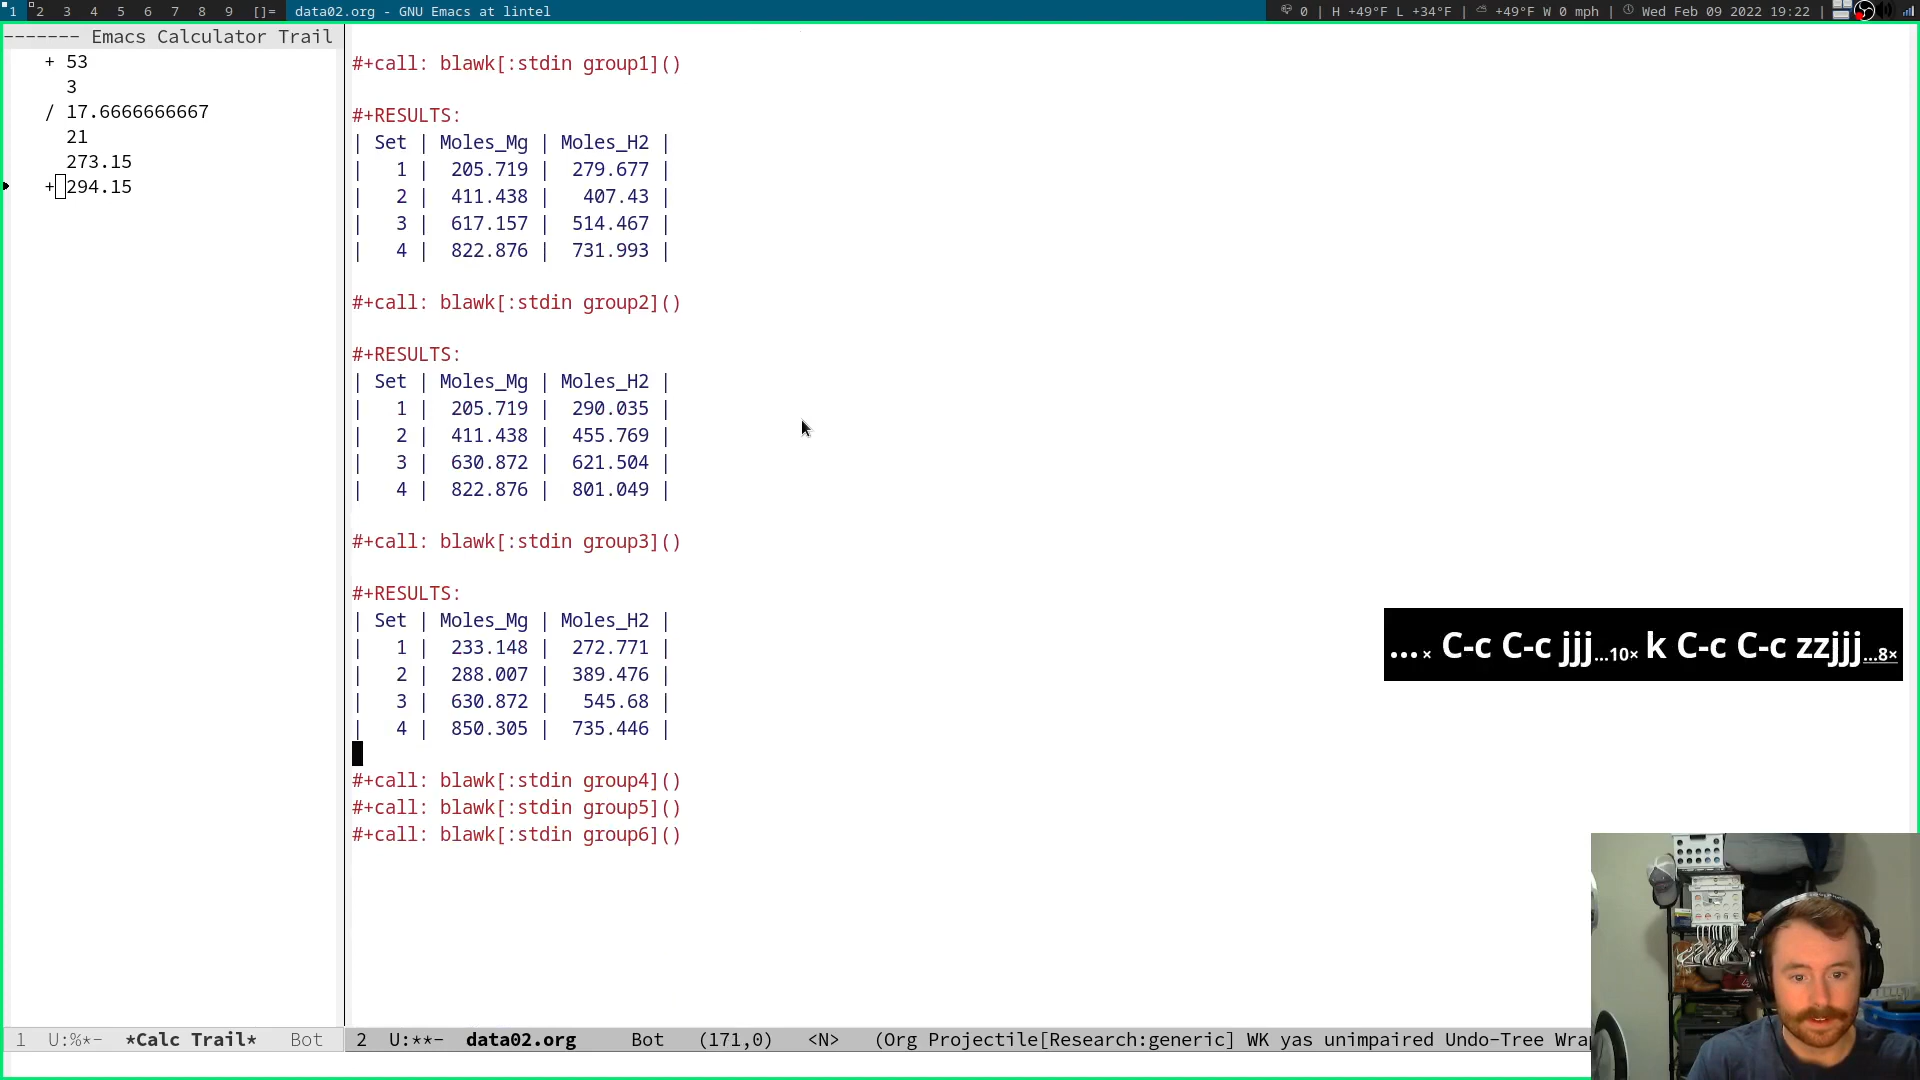 1 2 3 4 5 6 7 8 9 []= data02.org - GNU Emacs at lintel 0 | H +49°F L +34°F | +49°F W 0 mph | Wed Feb 09 2022 19:22 |
------- Emacs Calculator Trail
+ 53
3
/ 17.6666666667
21
273.15
+ 294.15
#+call: blawk[:stdin group1]()
#+RESULTS:
| Set | Moles_Mg | Moles_H2 |
| 1 | 205.719 | 279.677 |
| 2 | 411.438 | 407.43 |
| 3 | 617.157 | 514.467 |
| 4 | 822.876 | 731.993 |
#+call: blawk[:stdin group2]()
#+RESULTS:
| Set | Moles_Mg | Moles_H2 |
| 1 | 205.719 | 290.035 |
| 2 | 411.438 | 455.769 |
| 3 | 630.872 | 621.504 |
| 4 | 822.876 | 801.049 |
#+call: blawk[:stdin group3]()
#+RESULTS:
| Set | Moles_Mg | Moles_H2 |
| 1 | 233.148 | 272.771 |
| 2 | 288.007 | 389.476 |
| 3 | 630.872 | 545.68 |
| 4 | 850.305 | 735.446 |
#+call: blawk[:stdin group4]()
#+call: blawk[:stdin group5]()
#+call: blawk[:stdin group6]()
...× C-c C-c jjj...10× k C-c C-c zzjjj...8×
1 U:%*- *Calc Trail* Bot
2 U:**- data02.org Bot (171,0) <N> (Org Projectile[Research:generic] WK yas unimpaired Undo-Tree Wra